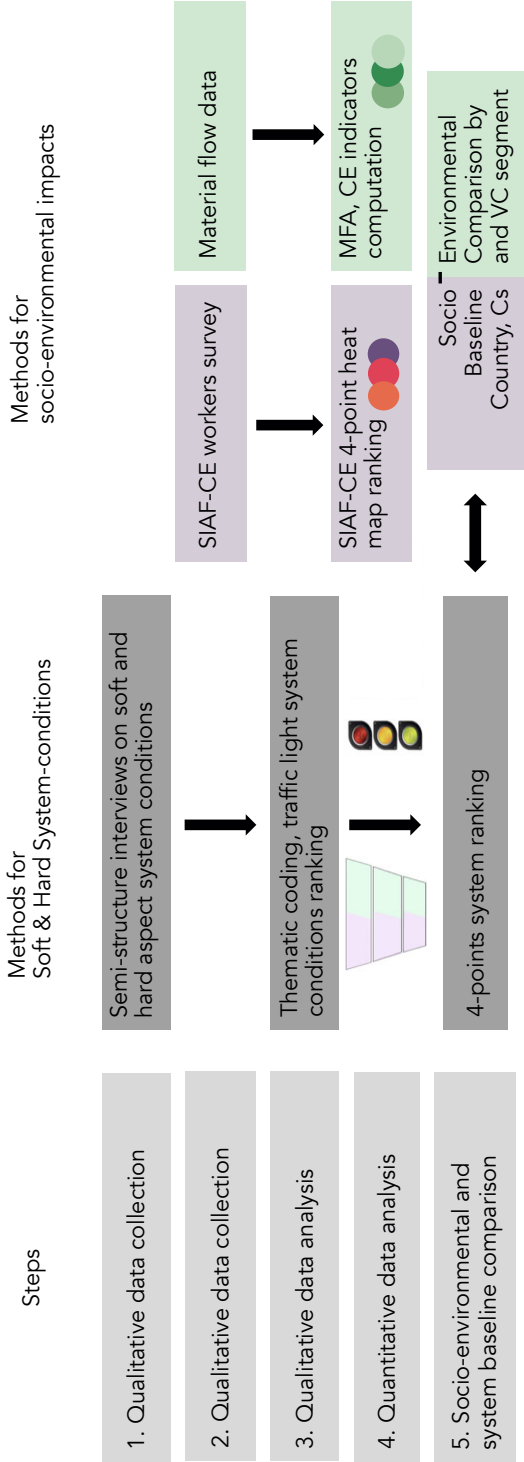 Steps
Methods for
Soft & Hard System-conditions
Methods for
socio-environmental impacts
1. Qualitative data collection
Semi-structure interviews on soft and
hard aspect system conditions
2. Qualitative data collection
SIAF-CE workers survey
Material flow data
3. Qualitative data analysis
Thematic coding, traffic light system
conditions ranking
4. Quantitative data analysis
SIAF-CE 4-point heat
map ranking
MFA, CE indicators
computation
5. Socio-environmental and
system baseline comparison
4-points system ranking
Socio - Environmental
Baseline Comparison by
Country, Cs and VC segment